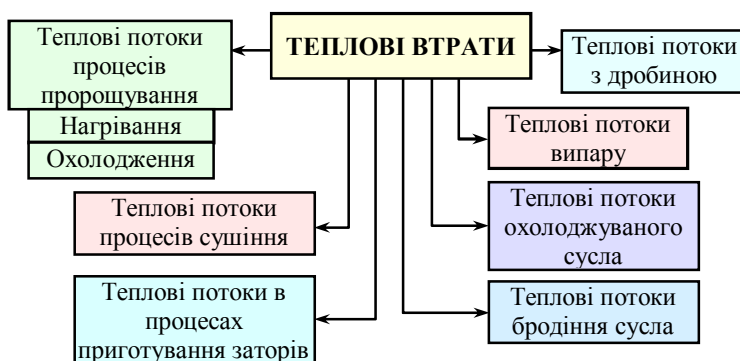 ТЕПЛОВІ ВТРАТИ
Теплові потоки
процесів
пророщування
Нагрівання
Охолодження
Теплові потоки
процесів сушіння
Теплові потоки в
процесах
приготування заторів
Теплові потоки
з дробиною
Теплові потоки
випару
Теплові потоки
охолоджуваного
сусла
Теплові потоки
бродіння сусла